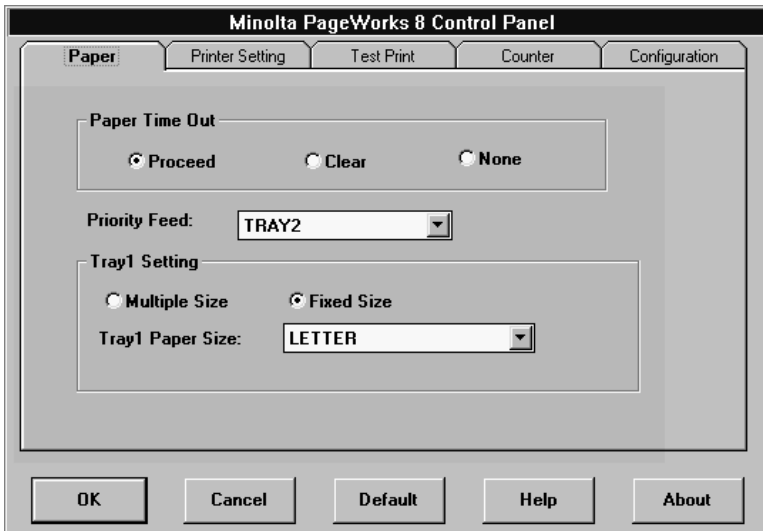 Minolta PageWorks 8 Control Panel
Paper Printer Setting Test Print Counter Configuration
Paper Time Out
Proceed Clear None
Priority Feed: TRAY2
Tray1 Setting
Multiple Size Fixed Size
Tray1 Paper Size: LETTER
OK Cancel Default Help About